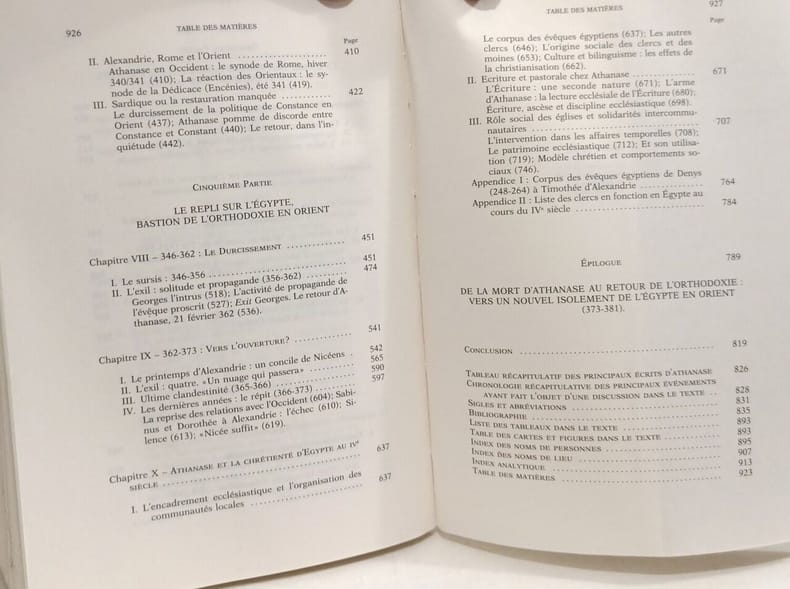 926
TABLE DES MATIÈRES
Page
II. Alexandrie, Rome et l'Orient ..................... 410
Athanase en Occident : le synode de Rome, hiver
340/341 (410); La réaction des Orientaux : le sy-
node de la Dédicace (Encénies), été 341 (419).
III. Sardique ou la restauration manquée ................ 422
Le durcissement de la politique de Constance en
Orient (437); Athanase pomme de discorde entre
Constance et Constant (440); Le retour, dans l'in-
quiétude (442).
CINQUIÈME PARTIE
LE REPLI SUR L'ÉGYPTE,
BASTION DE L'ORTHODOXIE EN ORIENT
Chapitre VIII – 346-362 : LE DURCISSEMENT .............. 451
I. Le sursis : 346-356 ............................ 451
II. L'exil : solitude et propagande (356-362) .......... 474
Georges l'intrus (518); L'activité de propagande de
l'évêque proscrit (527); Exit Georges. Le retour d'A-
thanase, 21 février 362 (536).
Chapitre IX – 362-373 : VERS L'OUVERTURE? .............. 541
I. Le printemps d'Alexandrie : un concile de Nicéens . 542
II. L'exil : quatre. «Un nuage qui passera» ........... 565
III. Ultime clandestinité (365-366) .................. 590
IV. Les dernières années : le répit (366-373) .......... 597
La reprise des relations avec l'Occident (604); Sabi-
nus et Dorothée à Alexandrie : l'échec (610); Si-
lence (613); «Nicée suffit» (619).
Chapitre X – ATHANASE ET LA CHRÉTIENTÉ D'ÉGYPTE AU IVe
SIÈCLE ........................................ 637
I. L'encadrement ecclésiastique et l'organisation des
communautés locales ........................... 637
TABLE DES MATIÈRES
927
Page
Le corpus des évêques égyptiens (637); Les autres
clercs (646); L'origine sociale des clercs et des
moines (653); Culture et bilinguisme : les effets de
la christianisation (662).
II. Ecriture et pastorale chez Athanase ................ 671
L'Écriture : une seconde nature (671); L'arme
d'Athanase : la lecture ecclésiale de l'Écriture (680);
Écriture, ascèse et discipline ecclésiastique (698).
III. Rôle social des églises et solidarités intercommu-
nautaires ..................................... 707
L'intervention dans les affaires temporelles (708);
Le patrimoine ecclésiastique (712); Et son utilisa-
tion (719); Modèle chrétien et comportements so-
ciaux (746).
Appendice I : Corpus des évêques égyptiens de Denys
(248-264) à Timothée d'Alexandrie ................ 764
Appendice II : Liste des clercs en fonction en Égypte au
cours du IVe siècle ............................ 784
ÉPILOGUE 789
DE LA MORT D'ATHANASE AU RETOUR DE L'ORTHODOXIE :
VERS UN NOUVEL ISOLEMENT DE L'ÉGYPTE EN ORIENT
(373-381).
CONCLUSION ..................................... 819
TABLEAU RÉCAPITULATIF DES PRINCIPAUX ÉCRITS D'ATHANASE 826
CHRONOLOGIE RÉCAPITULATIVE DES PRINCIPAUX ÉVÉNEMENTS
AYANT FAIT L'OBJET D'UNE DISCUSSION DANS LE TEXTE .. 828
SIGLES ET ABRÉVIATIONS ........................... 831
BIBLIOGRAPHIE ................................... 835
LISTE DES TABLEAUX DANS LE TEXTE ................. 893
TABLE DES CARTES ET FIGURES DANS LE TEXTE ......... 893
INDEX DES NOMS DE PERSONNES ..................... 895
INDEX DES NOMS DE LIEU ........................... 907
INDEX ANALYTIQUE ................................ 913
TABLE DES MATIÈRES .............................. 923